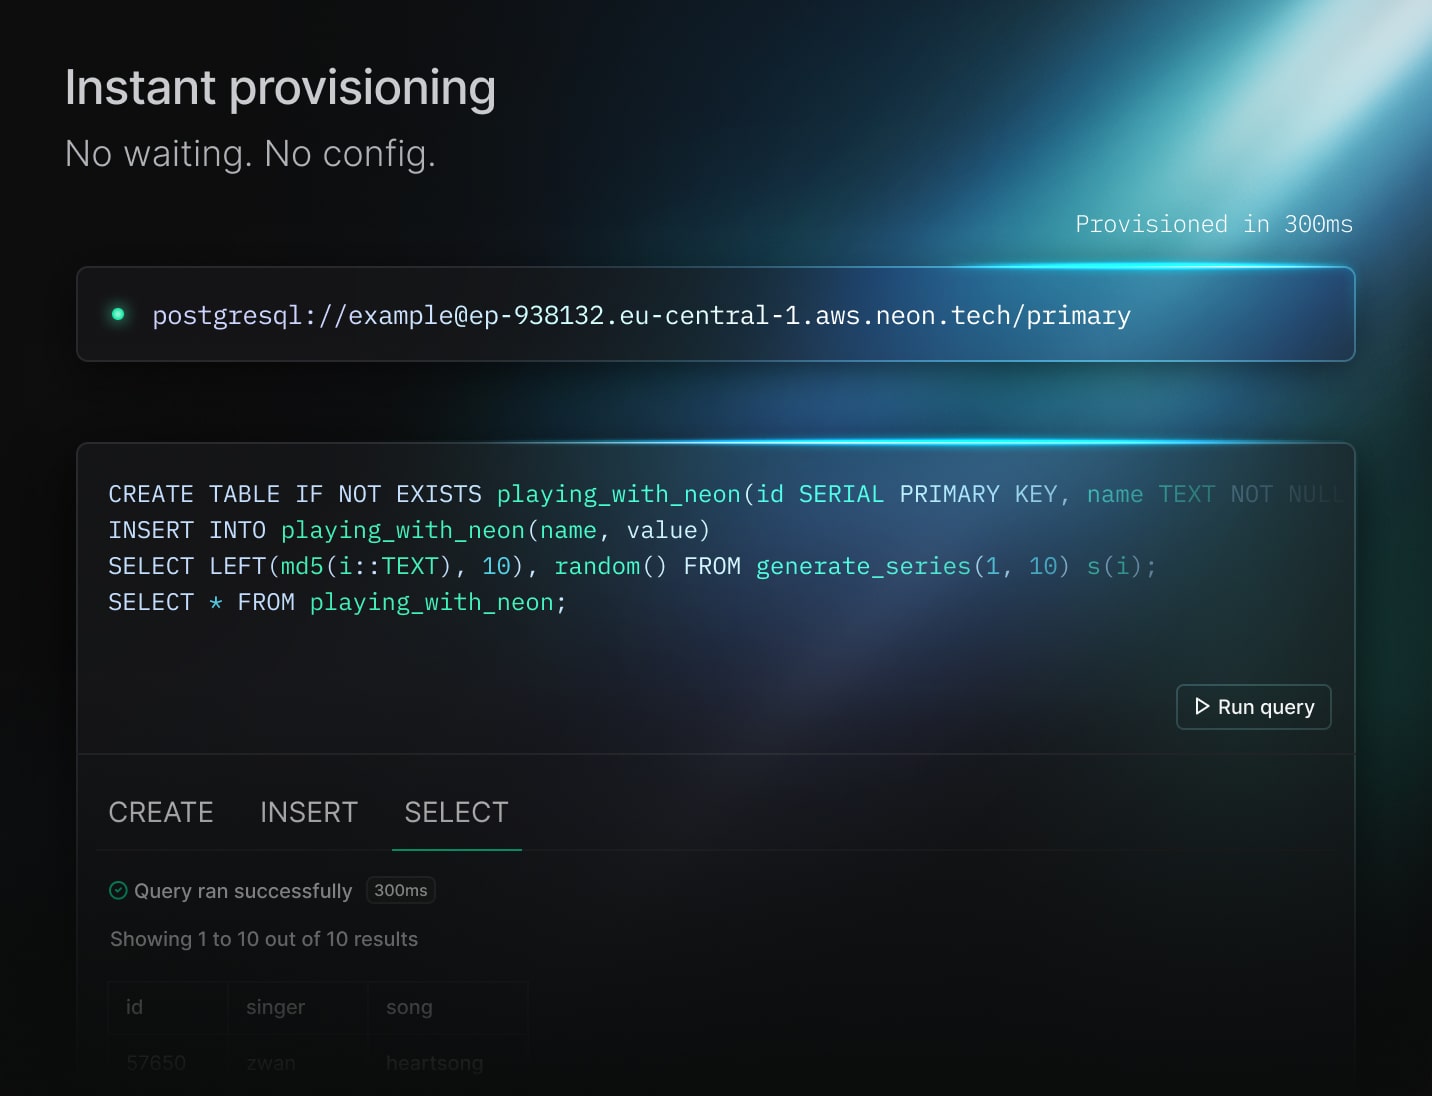 Instant provisioning
No waiting. No config.
Provisioned in 300ms
postgresql://example@ep-938132.eu-central-1.aws.neon.tech/primary
CREATE TABLE IF NOT EXISTS playing_with_neon(id SERIAL PRIMARY KEY, name TEXT NOT NULL
INSERT INTO playing_with_neon(name, value)
SELECT LEFT(md5(i::TEXT), 10), random() FROM generate_series(1, 10) s(i);
SELECT * FROM playing_with_neon;
Run query
CREATE INSERT SELECT
Query ran successfully 300ms
Showing 1 to 10 out of 10 results
id singer song
57650 zwan heartsong